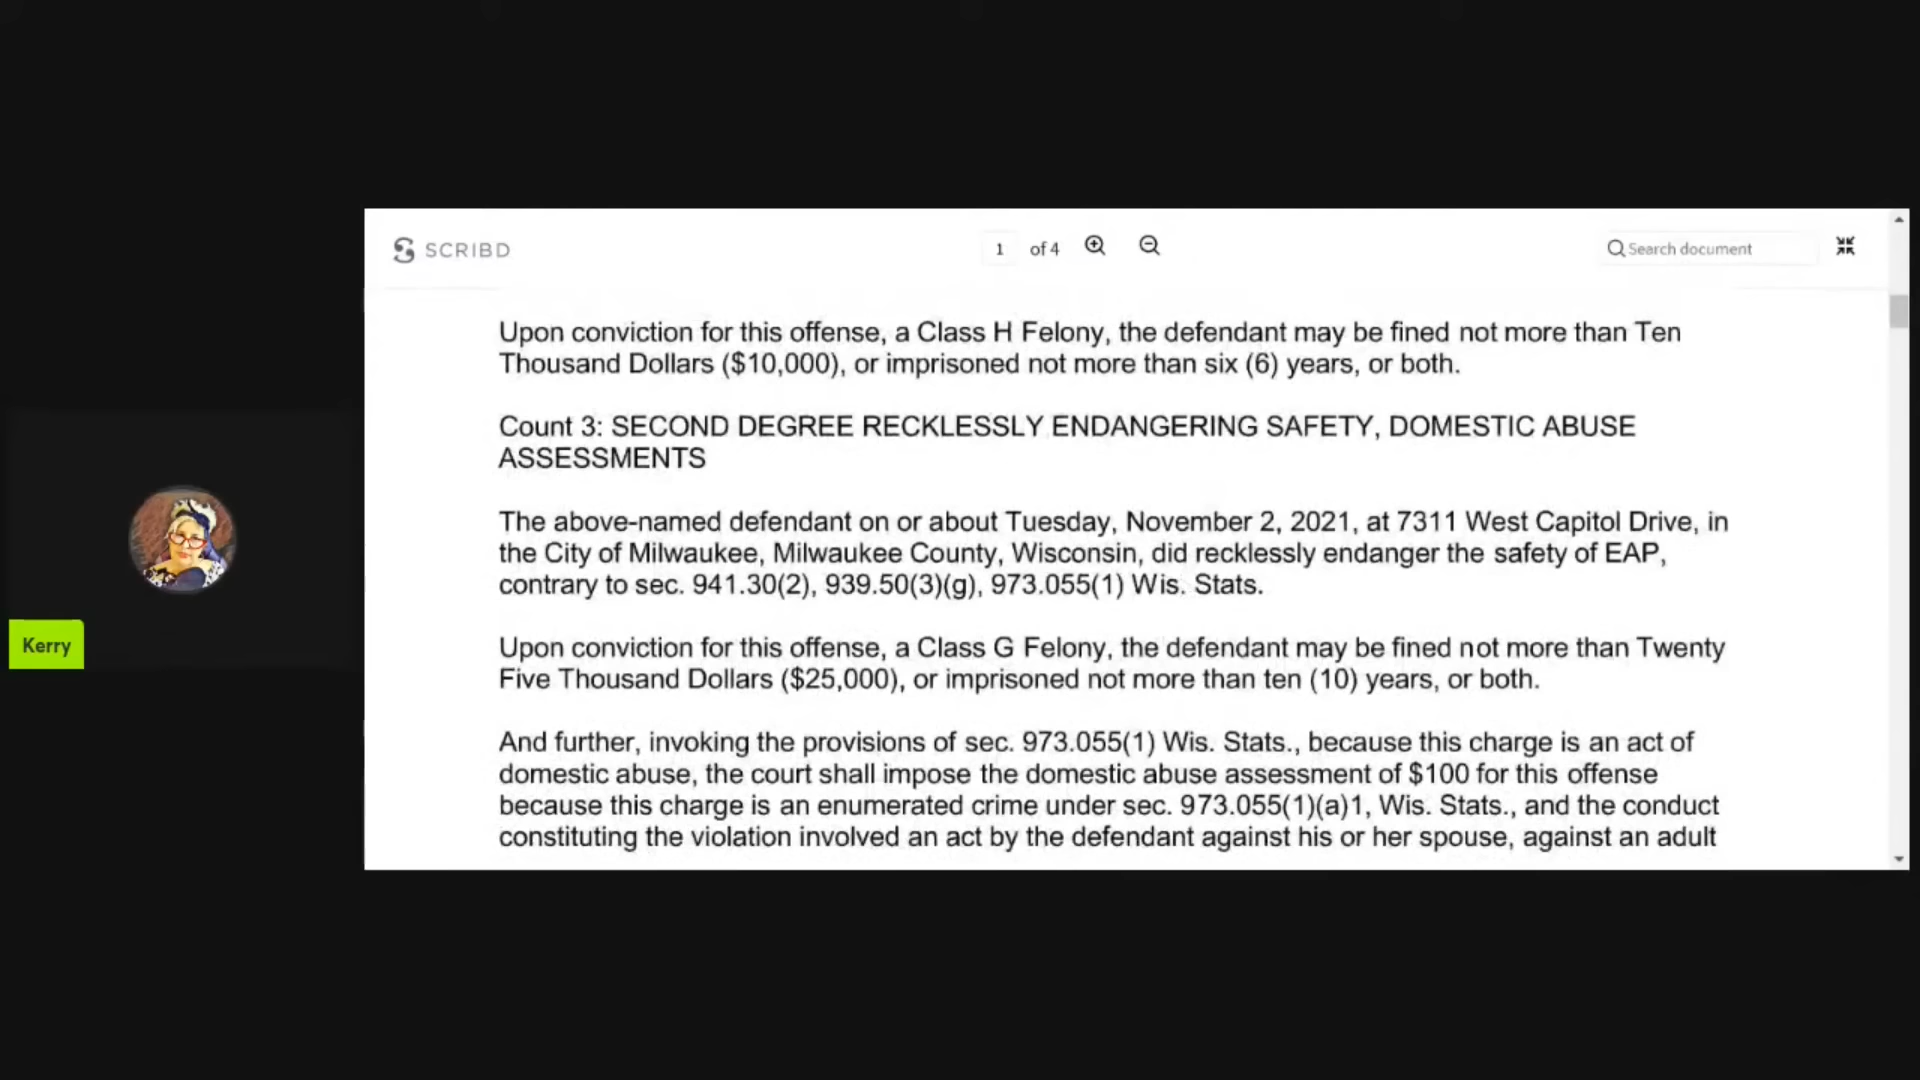 SCRIBD
1 of 4
Search document
Upon conviction for this offense, a Class H Felony, the defendant may be fined not more than Ten
Thousand Dollars ($10,000), or imprisoned not more than six (6) years, or both.
Count 3: SECOND DEGREE RECKLESSLY ENDANGERING SAFETY, DOMESTIC ABUSE
ASSESSMENTS
The above-named defendant on or about Tuesday, November 2, 2021, at 7311 West Capitol Drive, in
the City of Milwaukee, Milwaukee County, Wisconsin, did recklessly endanger the safety of EAP,
contrary to sec. 941.30(2), 939.50(3)(g), 973.055(1) Wis. Stats.
Upon conviction for this offense, a Class G Felony, the defendant may be fined not more than Twenty
Five Thousand Dollars ($25,000), or imprisoned not more than ten (10) years, or both.
And further, invoking the provisions of sec. 973.055(1) Wis. Stats., because this charge is an act of
domestic abuse, the court shall impose the domestic abuse assessment of $100 for this offense
because this charge is an enumerated crime under sec. 973.055(1)(a)1, Wis. Stats., and the conduct
constituting the violation involved an act by the defendant against his or her spouse, against an adult
Kerry